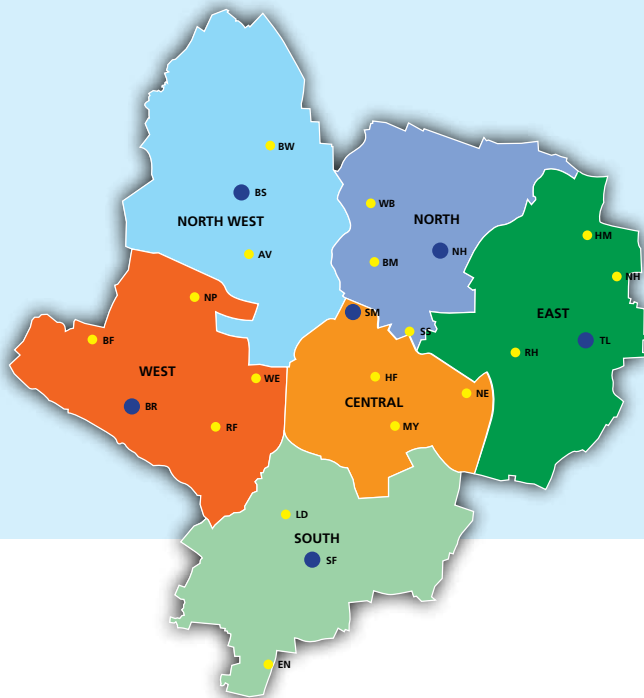 BW
BS
WB
NORTH WEST
NORTH
HM
AV
NH
BM
NH
NP
SM
EAST
SS
BF
TL
RH
WEST
HF
WE
NE
CENTRAL
BR
RF
MY
LD
SOUTH
SF
EN